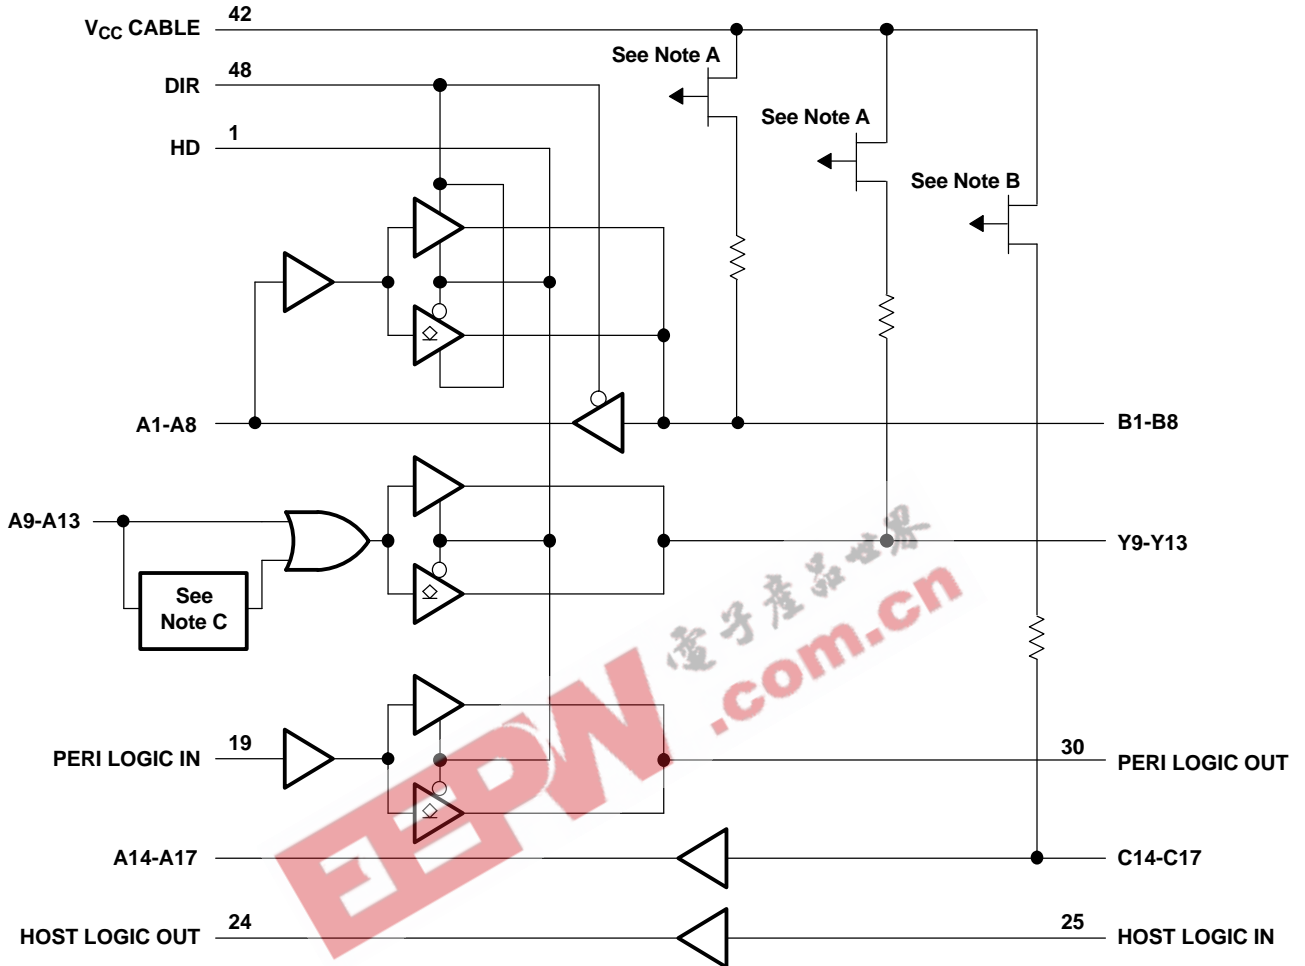 VCC CABLE 42
DIR 48
HD 1
See Note A
See Note A
See Note B
A1-A8
B1-B8
A9-A13
See
Note C
Y9-Y13
電子產品世界
.com.cn
EEPW
PERI LOGIC IN 19
30 PERI LOGIC OUT
A14-A17
C14-C17
HOST LOGIC OUT 24
25 HOST LOGIC IN